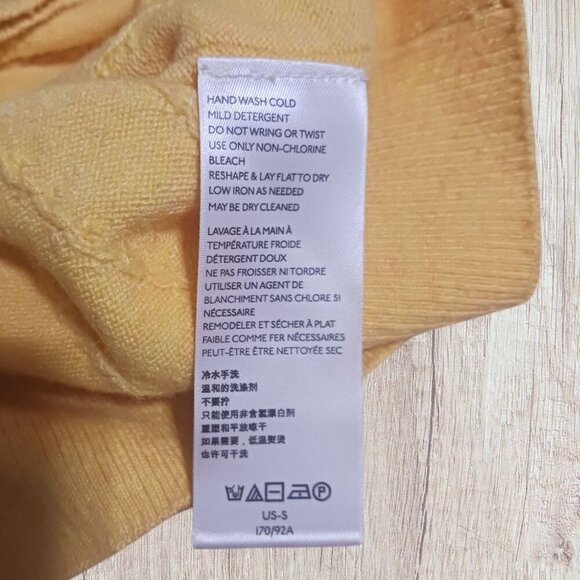 HAND WASH COLD
MILD DETERGENT
DO NOT WRING OR TWIST
USE ONLY NON-CHLORINE
BLEACH
RESHAPE & LAY FLAT TO DRY
LOW IRON AS NEEDED
MAY BE DRY CLEANED
LAVAGE À LA MAIN À
TEMPÉRATURE FROIDE
DÉTERGENT DOUX
NE PAS FROISSER NI TORDRE
UTILISER UN AGENT DE
BLANCHIMENT SANS CHLORE SI
NÉCESSAIRE
REMODELER ET SÉCHER À PLAT
FAIBLE COMME FER NÉCESSAIRES
PEUT-ÊTRE ÊTRE NETTOYÉE SEC
冷水手洗
温和的洗涤剂
不要拧
只能使用非含氯漂白剂
重塑和平放晾干
如果需要，低温熨烫
也许可干洗
P
US-S
170/92A